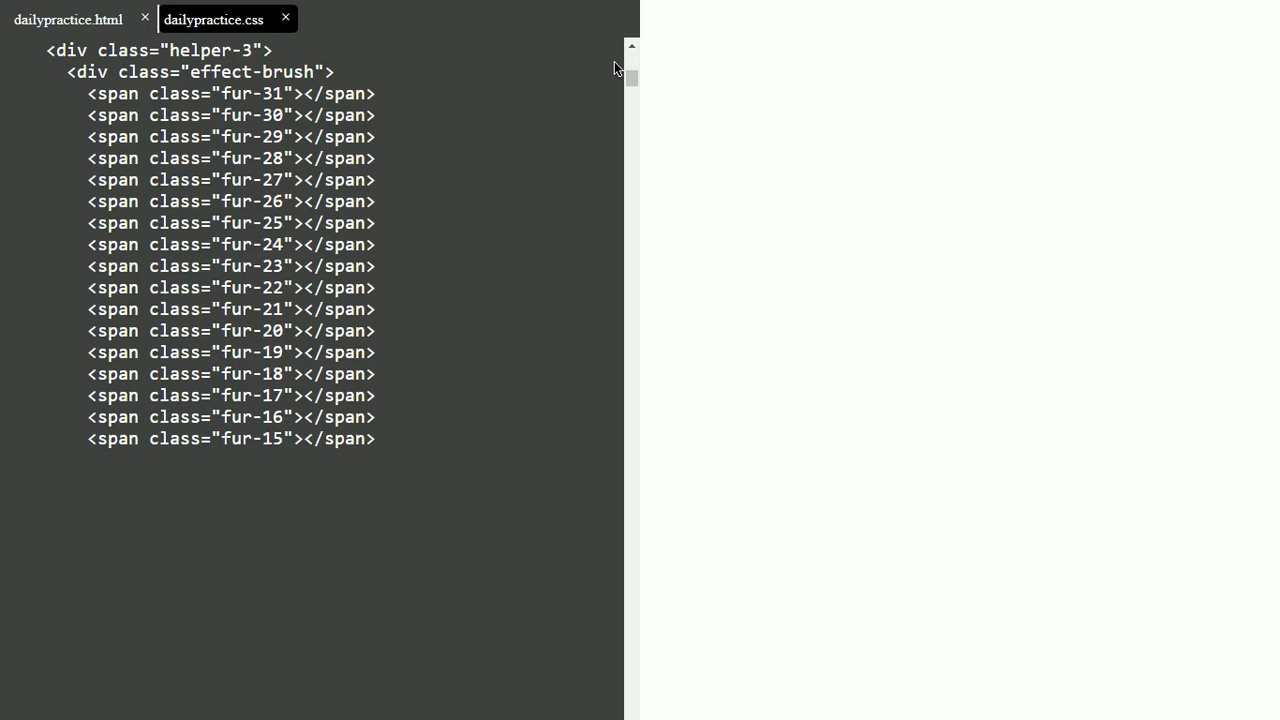 dailypractice.html × dailypractice.css ×
<div class="helper-3">
<div class="effect-brush">
<span class="fur-31"></span>
<span class="fur-30"></span>
<span class="fur-29"></span>
<span class="fur-28"></span>
<span class="fur-27"></span>
<span class="fur-26"></span>
<span class="fur-25"></span>
<span class="fur-24"></span>
<span class="fur-23"></span>
<span class="fur-22"></span>
<span class="fur-21"></span>
<span class="fur-20"></span>
<span class="fur-19"></span>
<span class="fur-18"></span>
<span class="fur-17"></span>
<span class="fur-16"></span>
<span class="fur-15"></span>